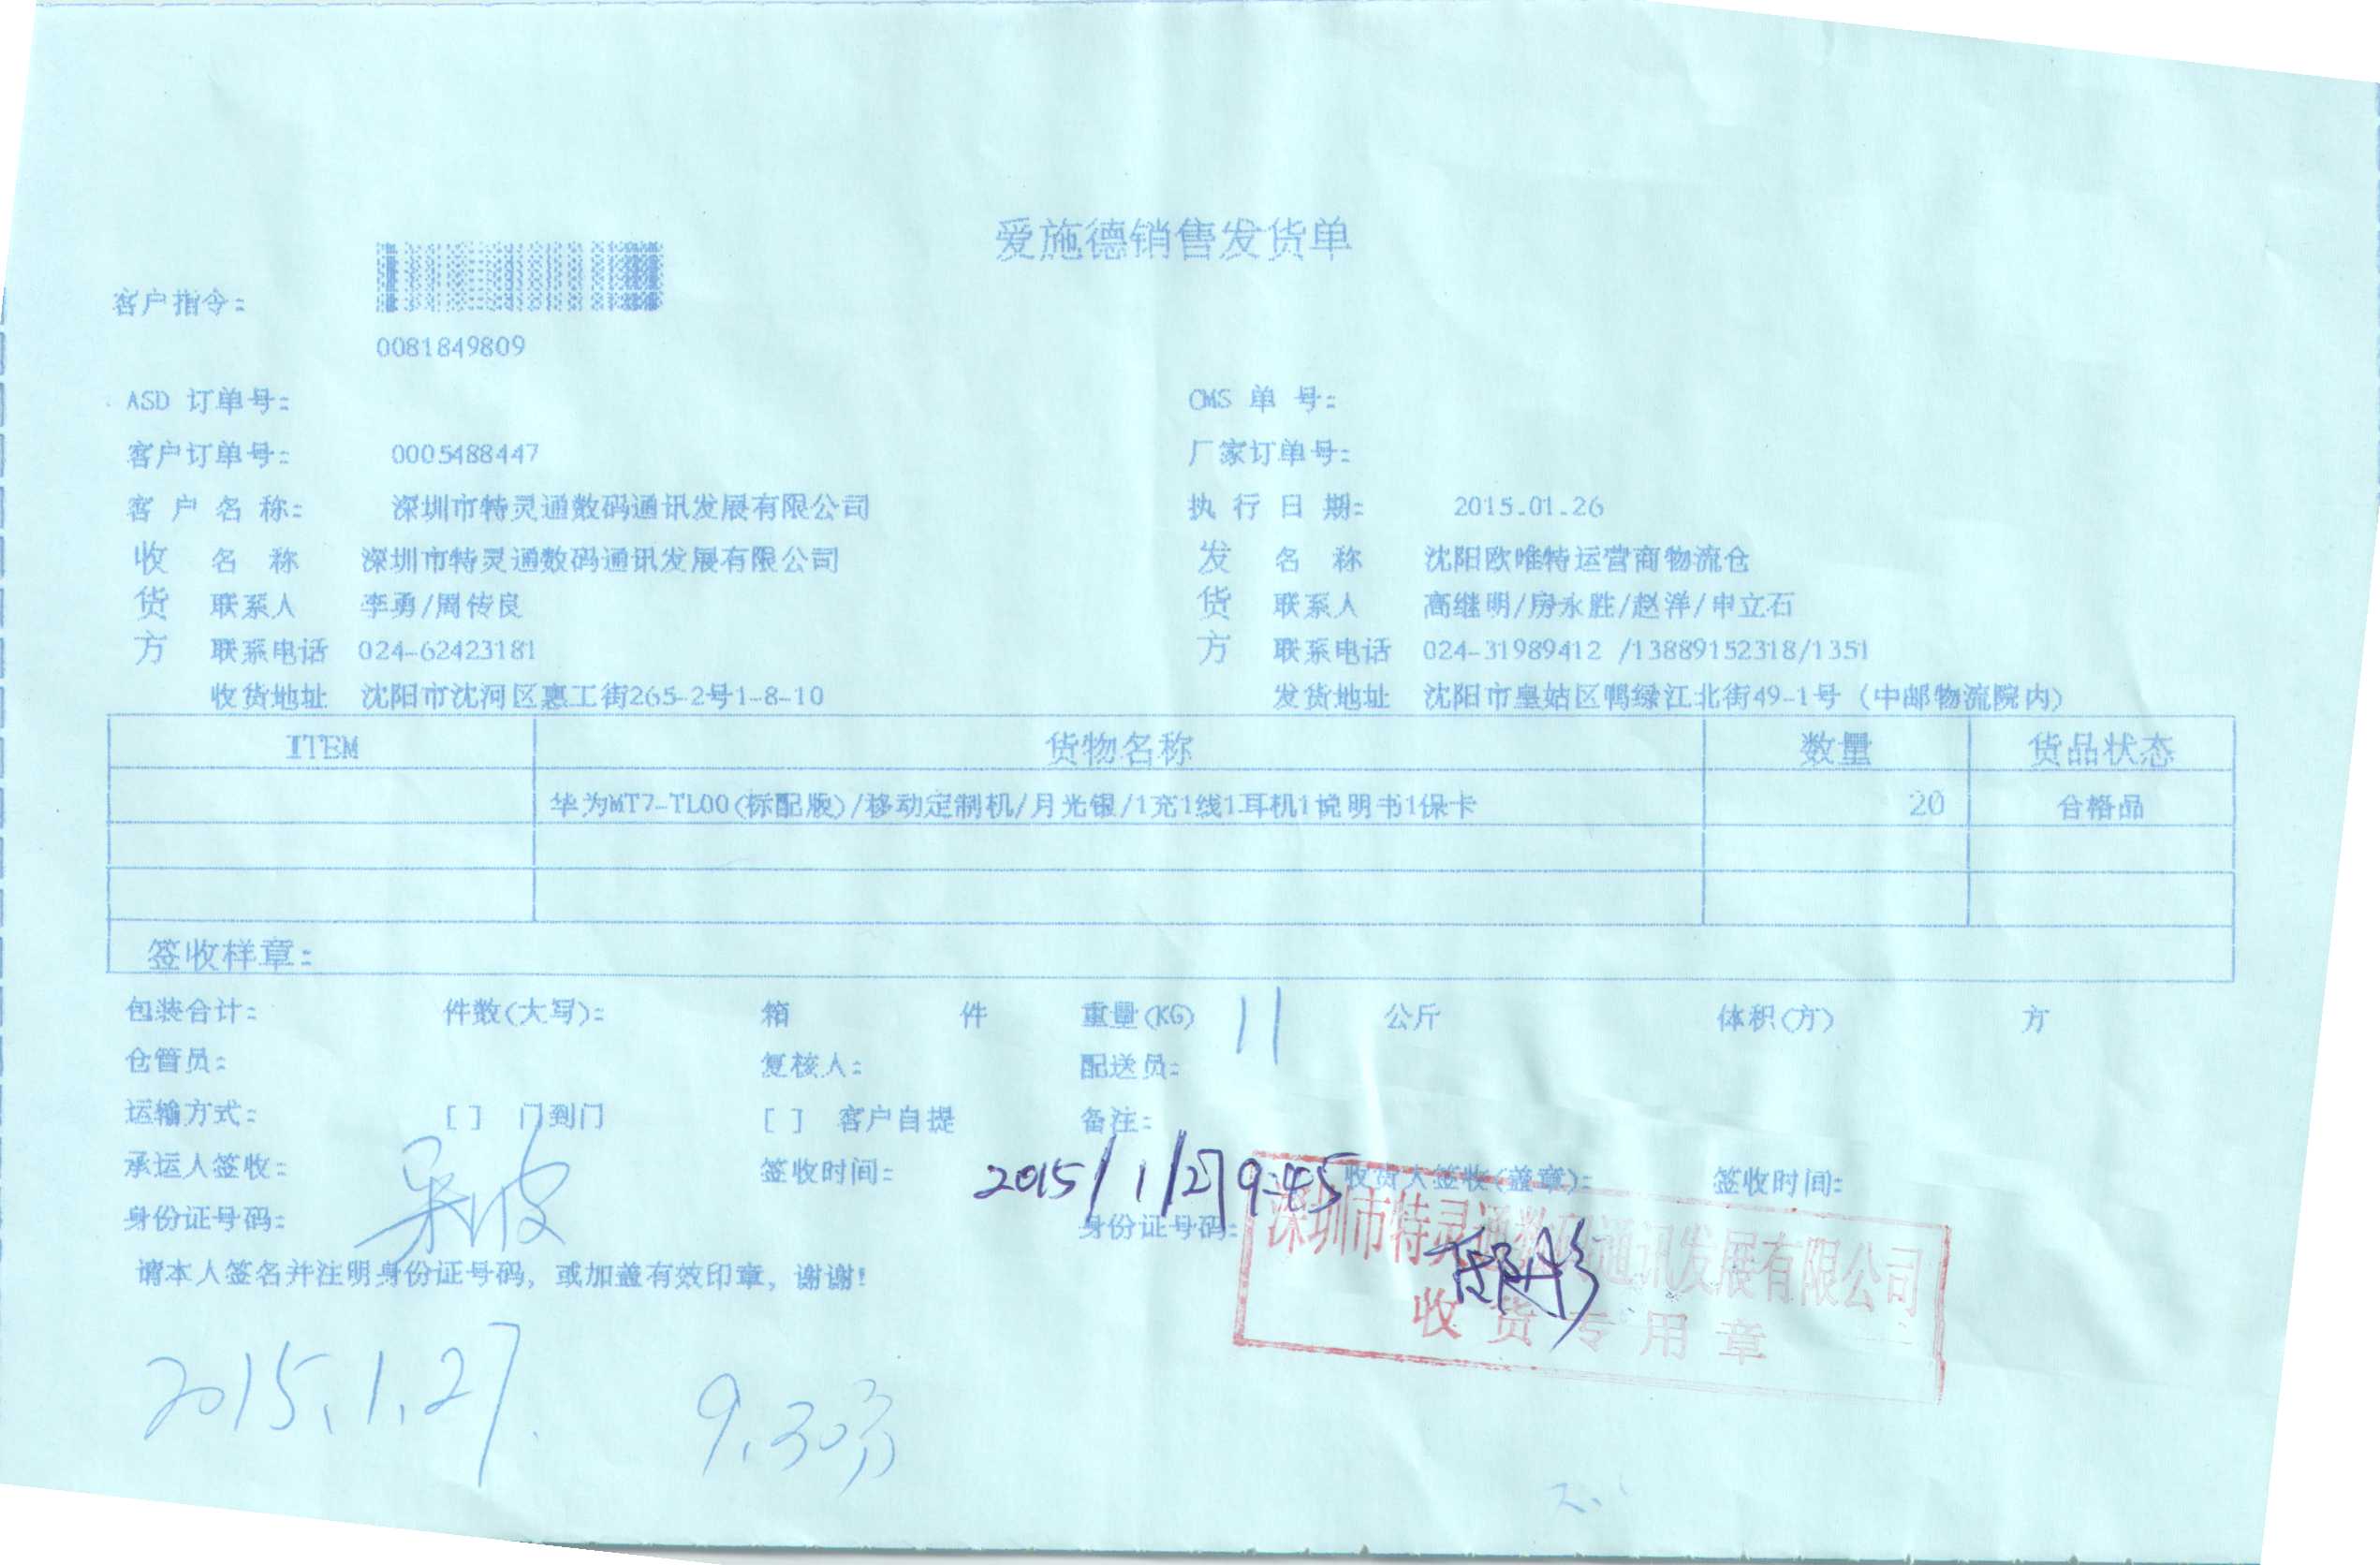 爱施德销售发货单
客户指令:
0081849809
ASD 订单号: CMS 单 号:
客户订单号: 0005488447 厂家订单号:
客 户 名 称: 深圳市特灵通数码通讯发展有限公司 执 行 日 期: 2015.01.26
收 名 称 深圳市特灵通数码通讯发展有限公司 发 名 称 沈阳欧唯特运营商物流仓
货 联系人 李勇/周传良 货 联系人 高继明/房永胜/赵洋/申立石
方 联系电话 024-62423181 方 联系电话 024-31989412 /13889152318/1351
收货地址 沈阳市沈河区惠工街265-2号1-8-10 发货地址 沈阳市皇姑区鸭绿江北街49-1号 (中邮物流院内)
ITEM 货物名称 数量 货品状态
华为MT7-TL00(标配版)/移动定制机/月光银/1充1线1耳机1说明书1保卡 20 合格品
签收样章:
包装合计: 件数(大写): 箱 件 重量(KG) 11 公斤 体积(方) 方
仓管员: 复核人: 配送员:
运输方式: [ ] 门到门 [ ] 客户自提 备注:
承运人签收: 签收时间: 2015/1/27 9:45 收货人签收(盖章): 签收时间:
身份证号码: 身份证号码:
深圳市特灵通数码通讯发展有限公司
收货专用章
请本人签名并注明身份证号码, 或加盖有效印章, 谢谢!
2015.1.27. 9.30分